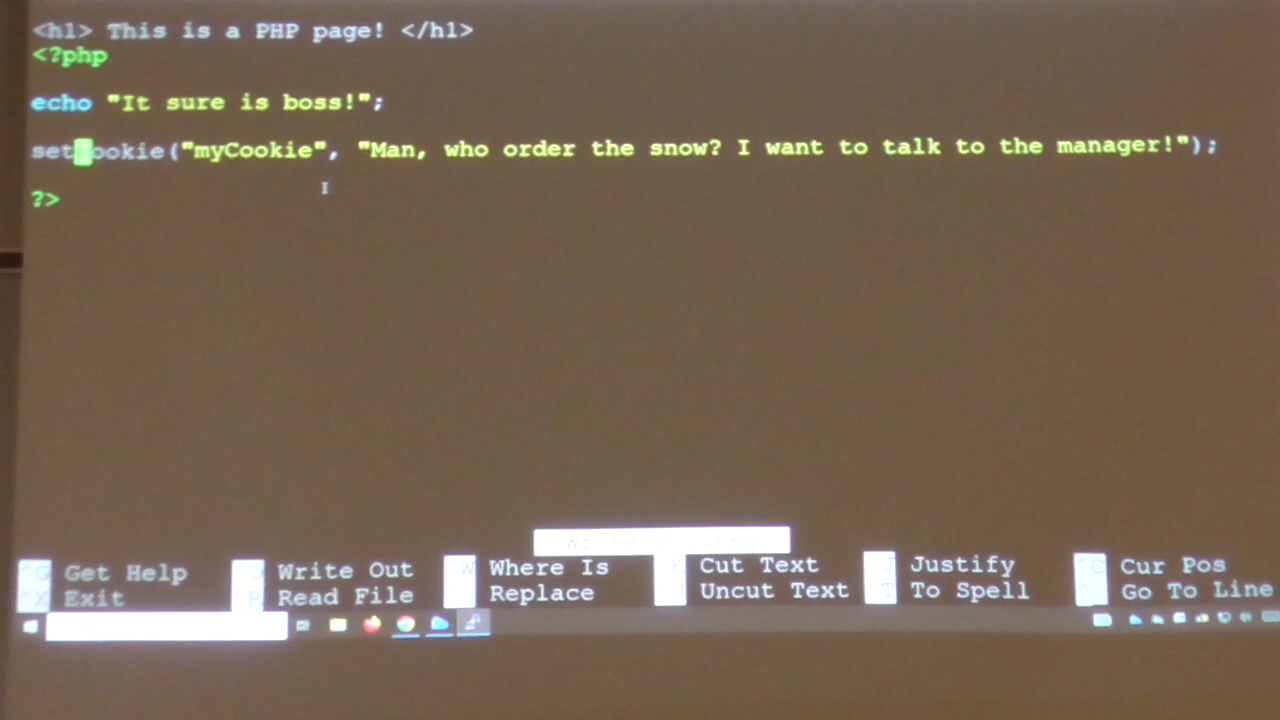 <h1> This is a PHP page! </h1>
<?php
echo "It sure is boss!";
setcookie("myCookie", "Man, who order the snow? I want to talk to the manager!");
?>
^G Get Help ^O Write Out ^W Where Is ^K Cut Text ^J Justify ^C Cur Pos
^X Exit ^R Read File Replace Uncut Text To Spell Go To Line